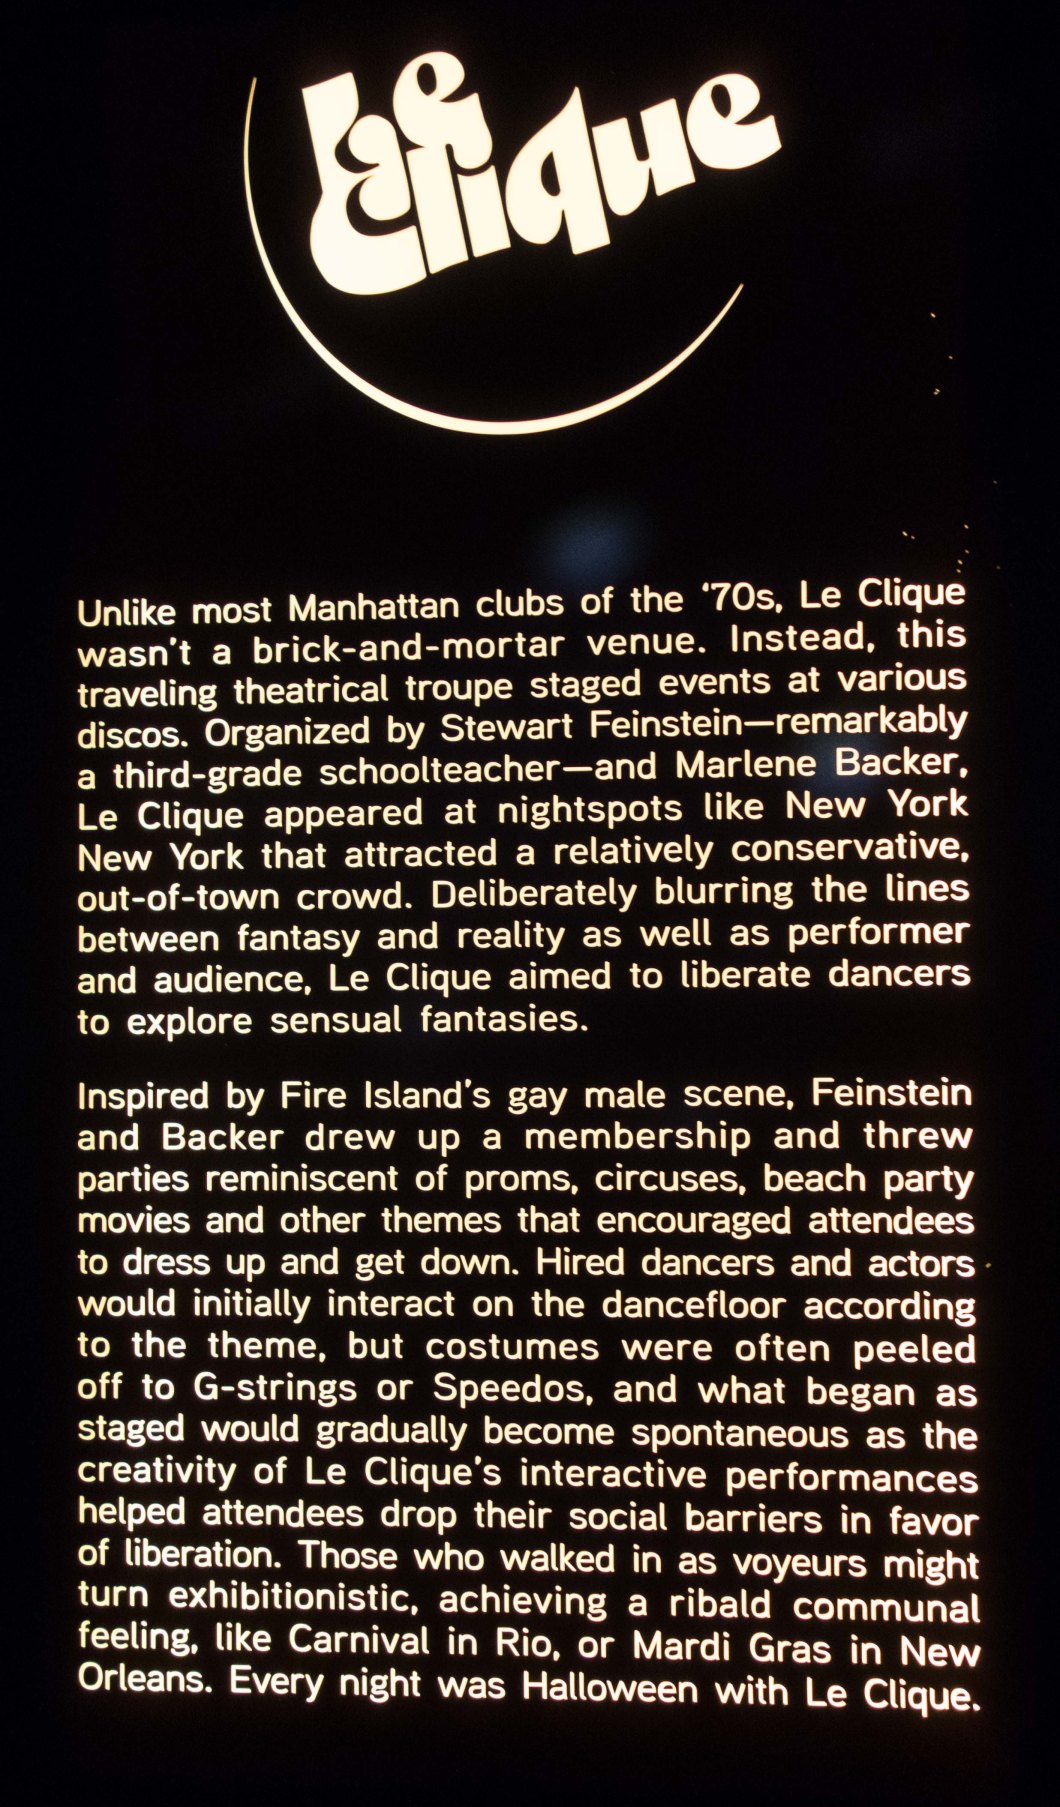 Le Clique
Unlike most Manhattan clubs of the ‘70s, Le Clique
wasn't a brick-and-mortar venue. Instead, this
traveling theatrical troupe staged events at various
discos. Organized by Stewart Feinstein—remarkably
a third-grade schoolteacher—and Marlene Backer,
Le Clique appeared at nightspots like New York
New York that attracted a relatively conservative,
out-of-town crowd. Deliberately blurring the lines
between fantasy and reality as well as performer
and audience, Le Clique aimed to liberate dancers
to explore sensual fantasies.
Inspired by Fire Island's gay male scene, Feinstein
and Backer drew up a membership and threw
parties reminiscent of proms, circuses, beach party
movies and other themes that encouraged attendees
to dress up and get down. Hired dancers and actors
would initially interact on the dancefloor according
to the theme, but costumes were often peeled
off to G-strings or Speedos, and what began as
staged would gradually become spontaneous as the
creativity of Le Clique's interactive performances
helped attendees drop their social barriers in favor
of liberation. Those who walked in as voyeurs might
turn exhibitionistic, achieving a ribald communal
feeling, like Carnival in Rio, or Mardi Gras in New
Orleans. Every night was Halloween with Le Clique.